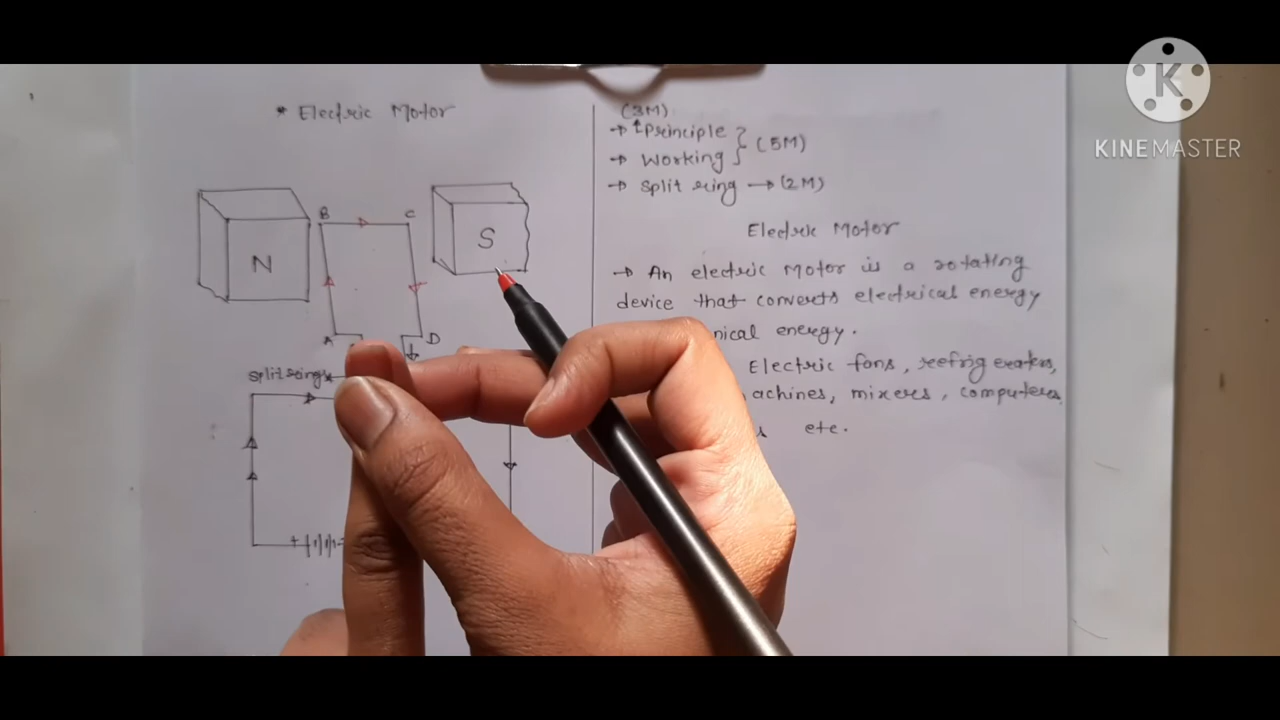 * Electric Motor
N
B
C
S
A
D
Split rings
+
(3M)
→ Principle
→ Working
} (5M)
→ Split ring → (2M)
Electric Motor
→ An electric Motor is a rotating
device that converts electrical energy
nical energy.
Electric fans, refrigerators,
achines, mixers, computers
etc.
K
KINEMASTER